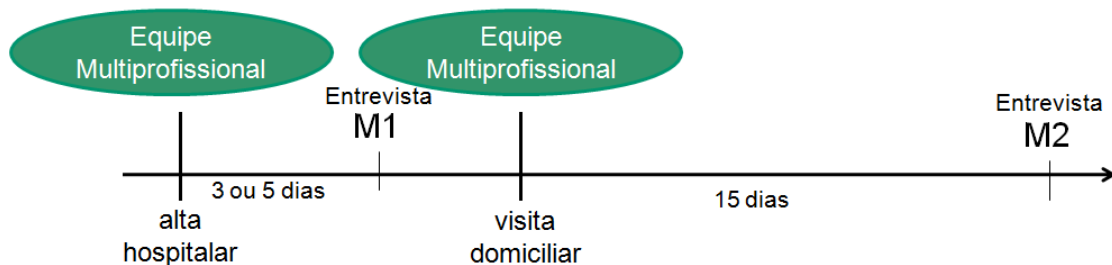 Equipe
Multiprofissional
Equipe
Multiprofissional
Entrevista
M1
Entrevista
M2
3 ou 5 dias
15 dias
alta
hospitalar
visita
domiciliar